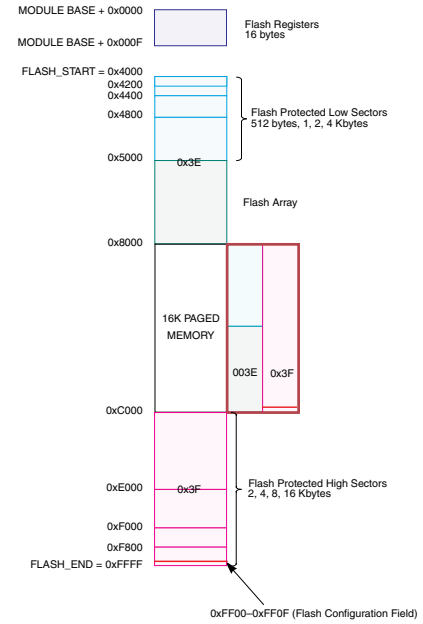 MODULE BASE + 0x0000
Flash Registers
16 bytes
MODULE BASE + 0x000F
FLASH_START = 0x4000
0x4200
0x4400
0x4800
Flash Protected Low Sectors
512 bytes, 1, 2, 4 Kbytes
0x5000
0x3E
Flash Array
0x8000
16K PAGED
MEMORY
003E
0x3F
0xC000
0xE000
0x3F
Flash Protected High Sectors
2, 4, 8, 16 Kbytes
0xF000
0xF800
FLASH_END = 0xFFFF
0xFF00–0xFF0F (Flash Configuration Field)